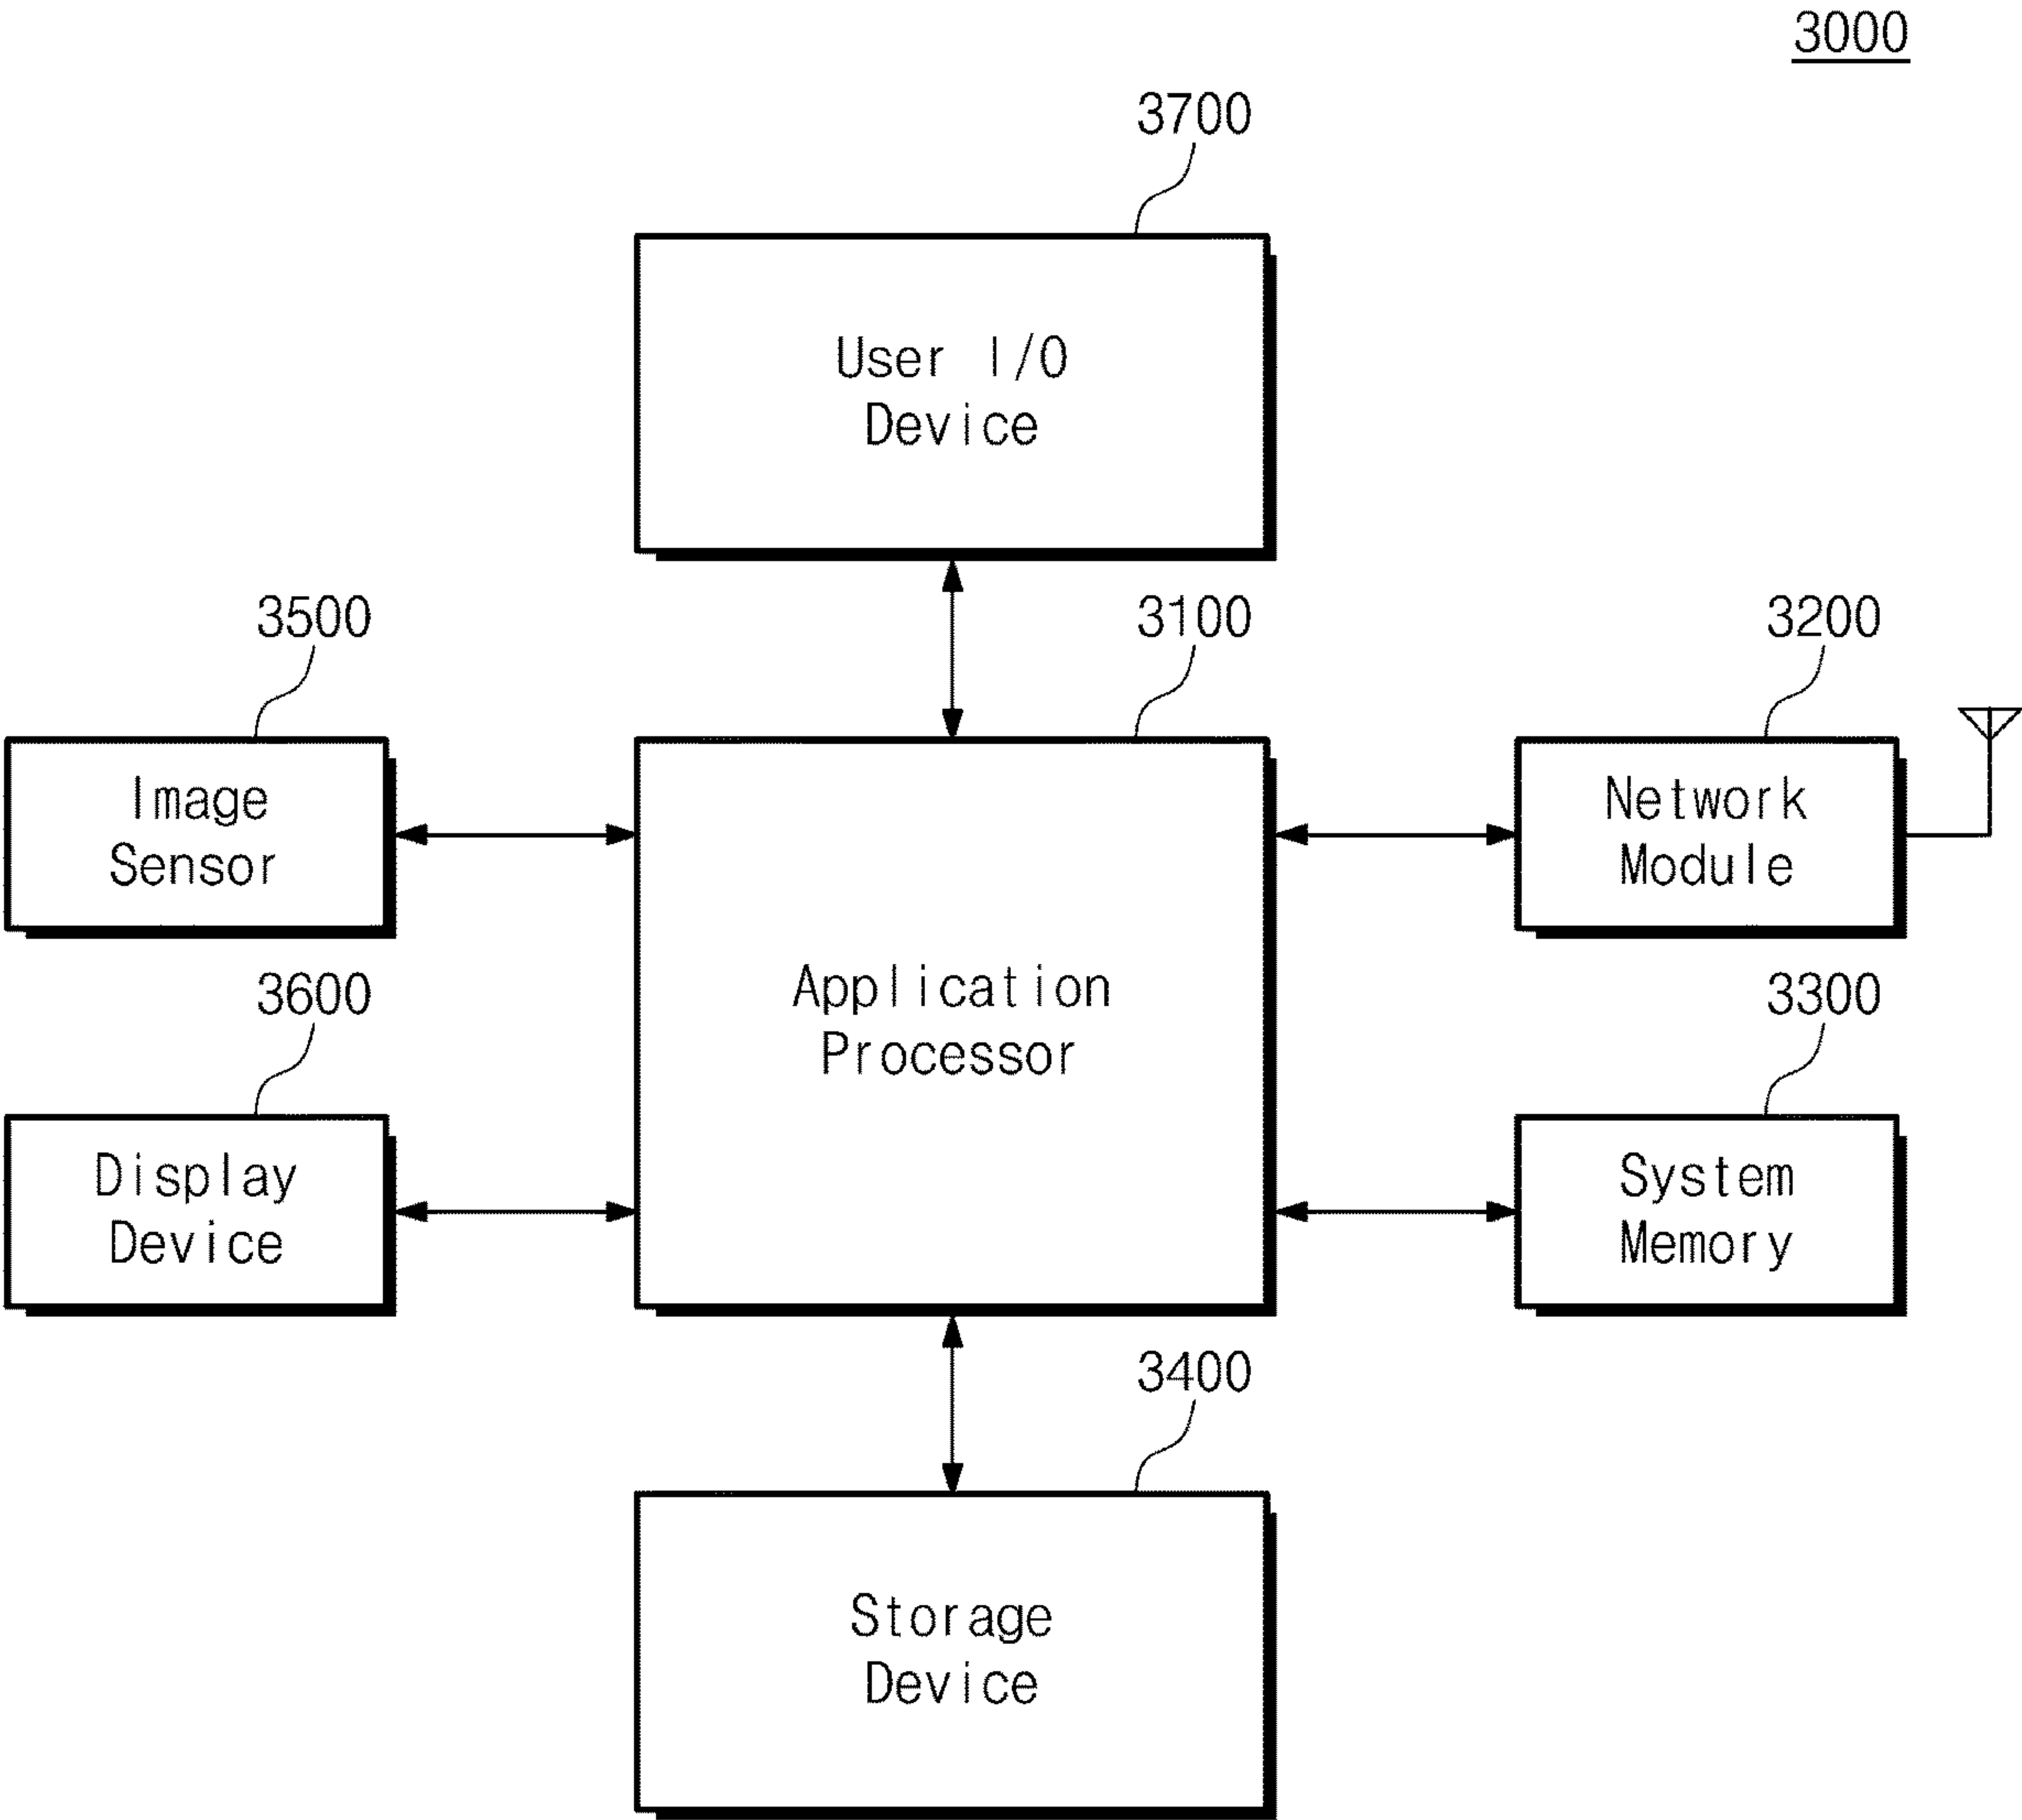 3000
3700
User I/O
Device
3500
3100
3200
Image
Sensor
Network
Module
Application
Processor
3600
3300
Display
Device
System
Memory
3400
Storage
Device